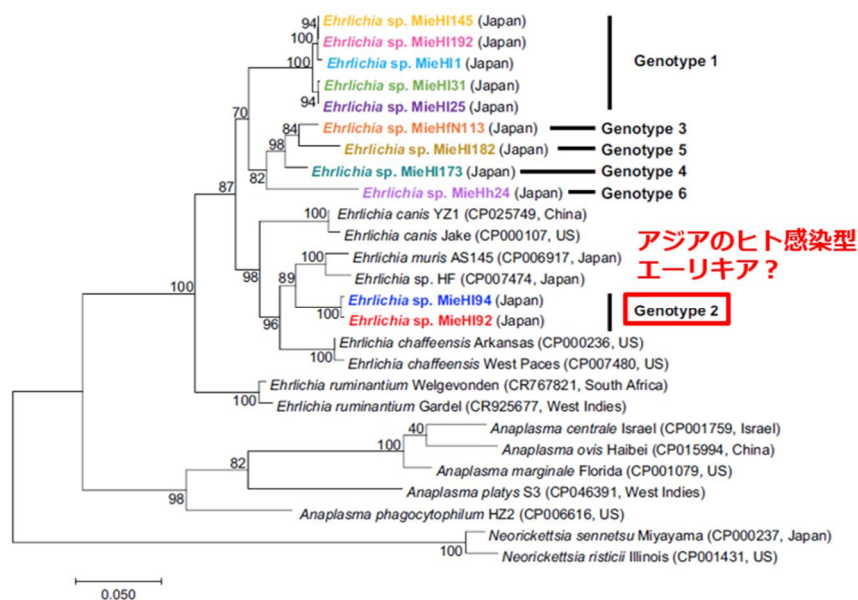 94
Ehrlichia sp. MieHl145 (Japan)
100
Ehrlichia sp. MieHl192 (Japan)
100
Ehrlichia sp. MieHl1 (Japan)
Genotype 1
Ehrlichia sp. MieHl31 (Japan)
94
Ehrlichia sp. MieHl25 (Japan)
70
84
Ehrlichia sp. MieHfN113 (Japan)
Genotype 3
98
Ehrlichia sp. MieHl182 (Japan)
Genotype 5
82
Ehrlichia sp. MieHl173 (Japan)
Genotype 4
87
Ehrlichia sp. MieHh24 (Japan)
Genotype 6
100
Ehrlichia canis YZ1 (CP025749, China)
Ehrlichia canis Jake (CP000107, US)
アジアのヒト感染型
エーリキア？
98
Ehrlichia muris AS145 (CP006917, Japan)
89
Ehrlichia sp. HF (CP007474, Japan)
100
Ehrlichia sp. MieHl94 (Japan)
Genotype 2
100
Ehrlichia sp. MieHl92 (Japan)
96
Ehrlichia chaffeensis Arkansas (CP000236, US)
100
Ehrlichia chaffeensis West Paces (CP007480, US)
Ehrlichia ruminantium Welgevonden (CR767821, South Africa)
100
Ehrlichia ruminantium Gardel (CR925677, West Indies)
40
Anaplasma centrale Israel (CP001759, Israel)
100
Anaplasma ovis Haibei (CP015994, China)
82
Anaplasma marginale Florida (CP001079, US)
Anaplasma platys S3 (CP046391, West Indies)
98
Anaplasma phagocytophilum HZ2 (CP006616, US)
Neorickettsia sennetsu Miyayama (CP000237, Japan)
100
Neorickettsia risticii Illinois (CP001431, US)
0.050